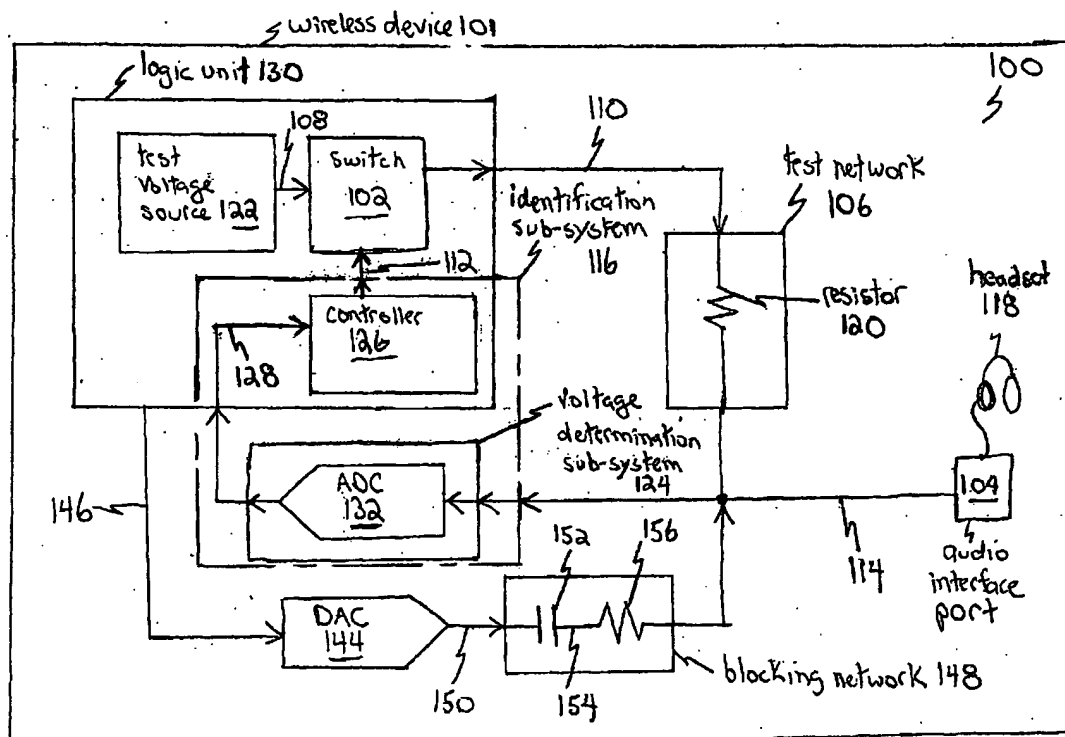 wireless device 101
100
logic unit 130
108
110
test
voltage
source 122
switch
102
test network
106
identification
sub-system
116
112
headset
118
resistor
120
controller
126
128
voltage
determination
sub-system
124
ADC
132
104
146
152
156
114
audio
interface
port
DAC
144
150
154
blocking network 148